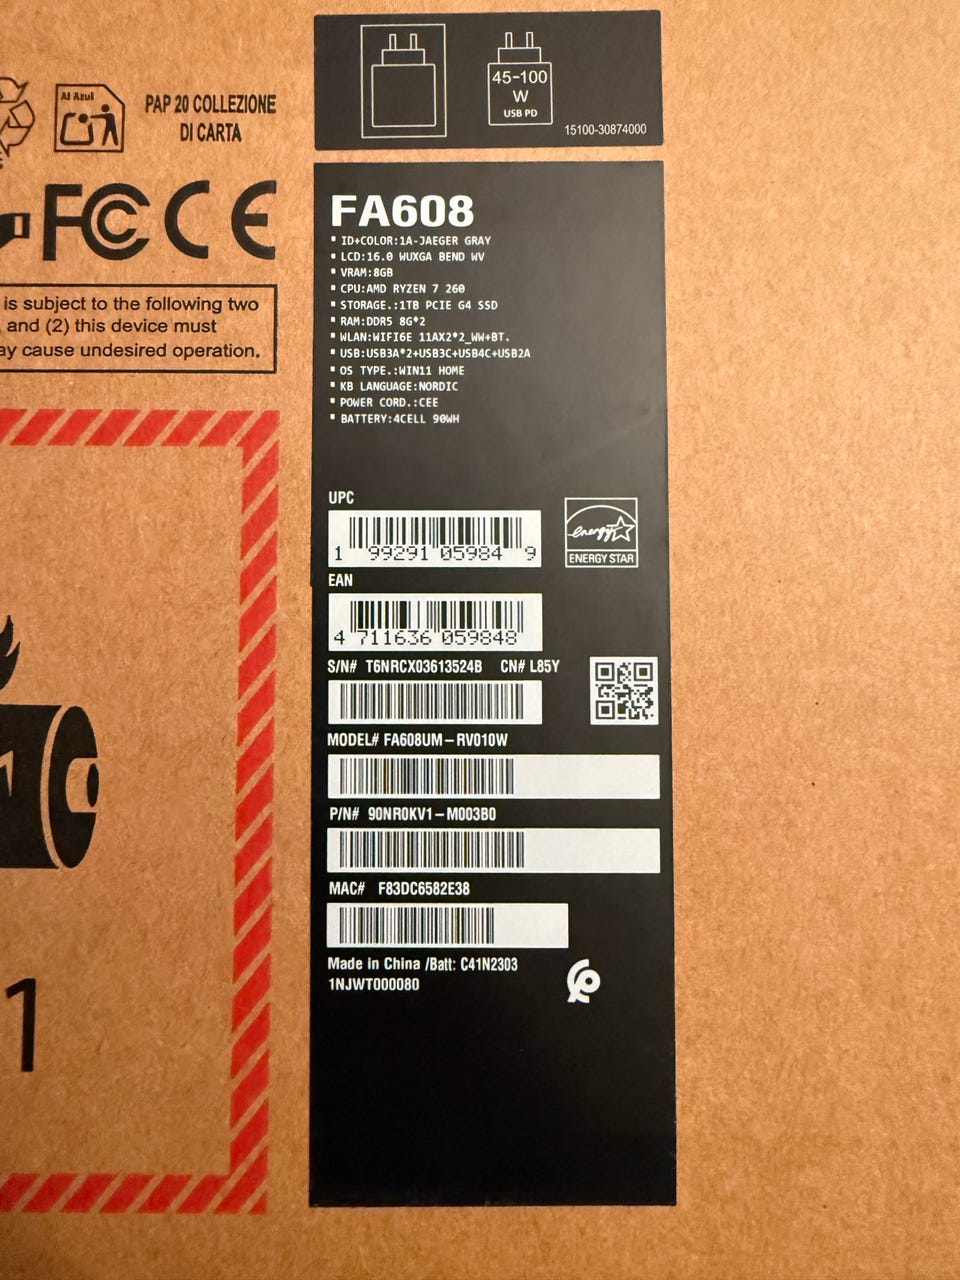 45-100
W
USB PD
15100-30874000
Al Azul
PAP 20 COLLEZIONE
DI CARTA
FC CE
is subject to the following two
and (2) this device must
ay cause undesired operation.
FA608
ID+COLOR:1A-JAEGER GRAY
LCD:16.0 WUXGA BEND WV
VRAM:8GB
CPU:AMD RYZEN 7 260
STORAGE.:1TB PCIE G4 SSD
RAM:DDR5 8G*2
WLAN:WIFI6E 11AX2*2_WW+BT.
USB:USB3A*2+USB3C+USB4C+USB2A
OS TYPE.:WIN11 HOME
KB LANGUAGE:NORDIC
POWER CORD.:CEE
BATTERY:4CELL 90WH
UPC
1 99291 05984 9
energy
ENERGY STAR
EAN
4 711636 059848
S/N# T6NRCX03613524B CN# L85Y
MODEL# FA608UM-RV010W
P/N# 90NR0KV1-M003B0
MAC# F83DC6582E38
Made in China /Batt: C41N2303
1NJWT000080
1